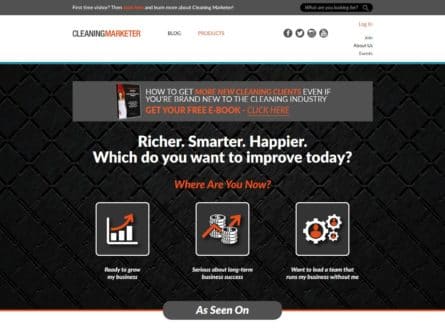 First time visitor? Then click here and learn more about Cleaning Marketer!
What are you looking for?
Log In
CLEANINGMARKETER
BLOG
PRODUCTS
Join
About Us
Events
HOW TO GET MORE NEW CLEANING CLIENTS EVEN IF
YOU'RE BRAND NEW TO THE CLEANING INDUSTRY
GET YOUR FREE E-BOOK - CLICK HERE
Richer. Smarter. Happier.
Which do you want to improve today?
Where Are You Now?
Ready to grow
my business
Serious about long-term
business success
Want to lead a team that
runs my business without me
As Seen On